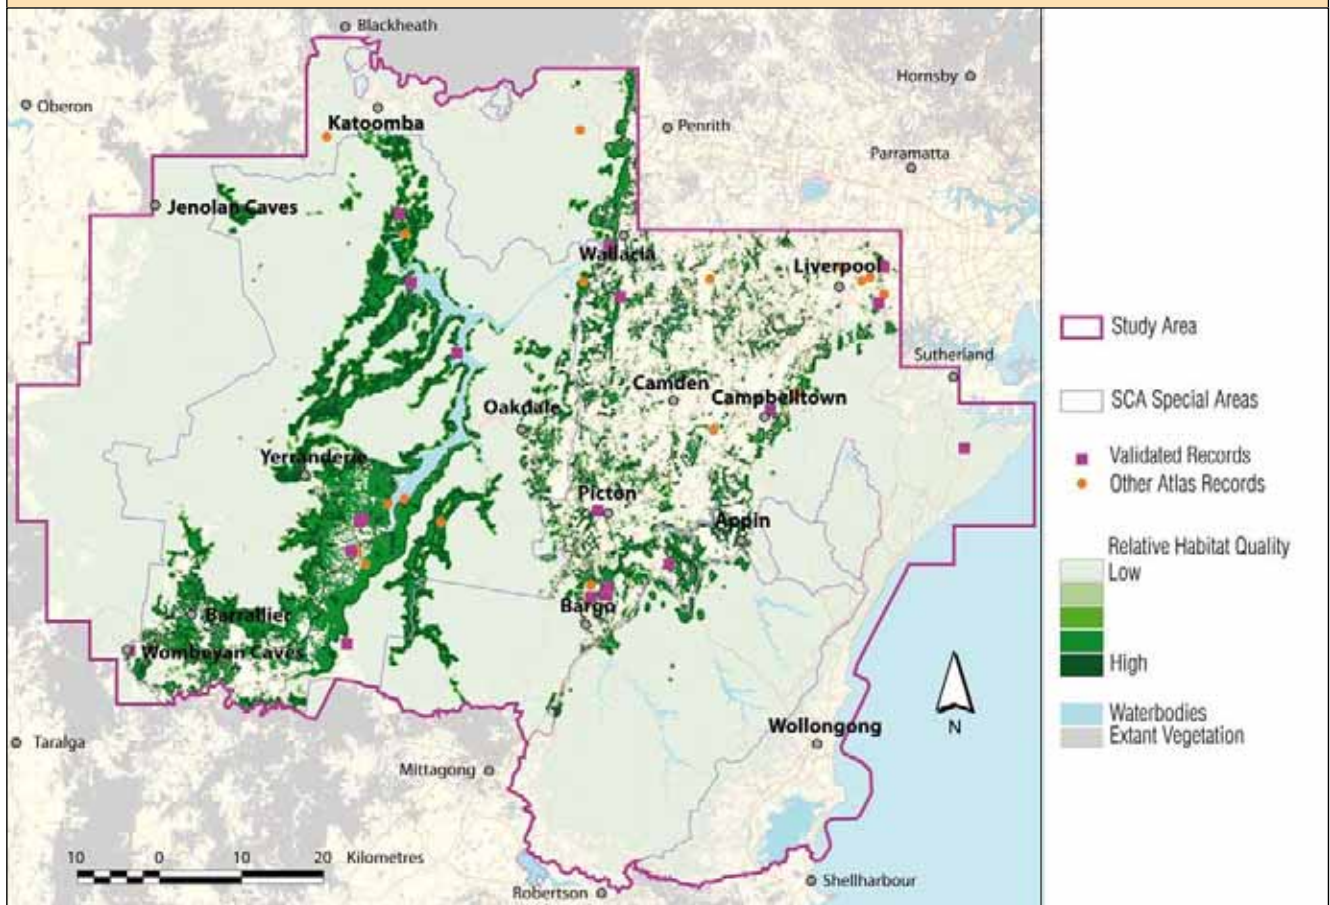 Blackheath
Hornsby
Oberon
Katoomba
Penrith
Parramatta
Jenolan Caves
Wallacia
Liverpool
Sutherland
Camden
Campbelltown
Oakdale
Yerranderie
Picton
Appin
Bargo
Barrallier
Wombeyan Caves
Wollongong
Taralga
Mittagong
N
10 0 10 20 Kilometres
Robertson
Shellharbour
Study Area
SCA Special Areas
Validated Records
Other Atlas Records
Relative Habitat Quality
Low
High
Waterbodies
Extant Vegetation